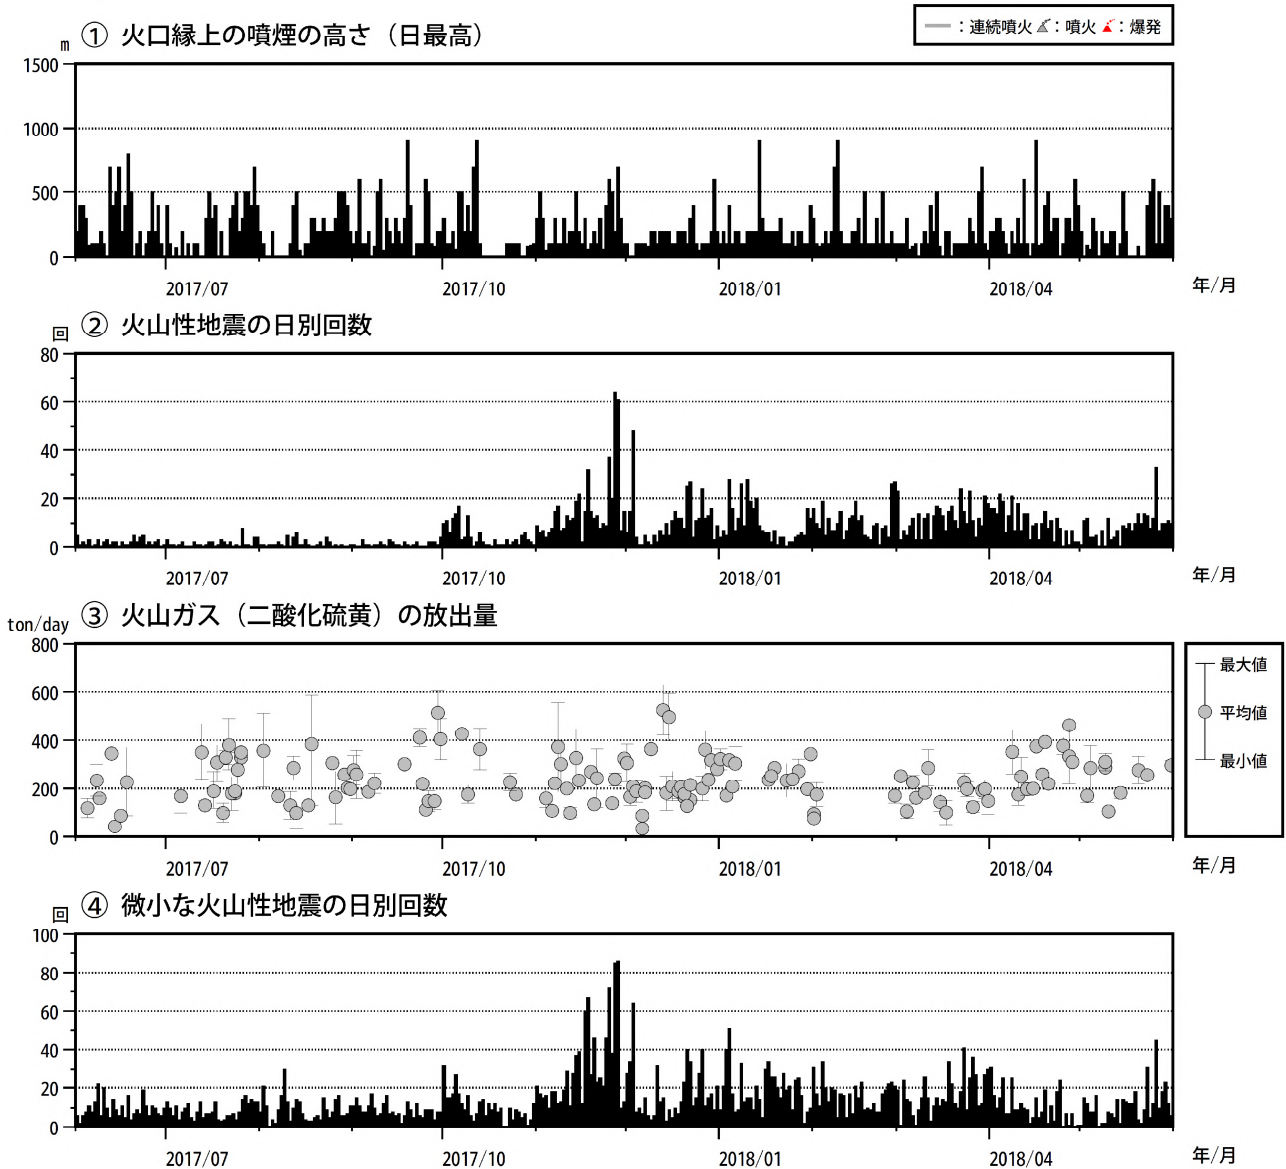 m ① 火口縁上の噴煙の高さ（日最高）
：連続噴火 ：噴火 ：爆発
1500
1000
500
0
2017/07 2017/10 2018/01 2018/04 年/月
回 ② 火山性地震の日別回数
80
60
40
20
0
2017/07 2017/10 2018/01 2018/04 年/月
ton/day ③ 火山ガス（二酸化硫黄）の放出量
800
600
400
200
0
最大値
平均値
最小値
2017/07 2017/10 2018/01 2018/04 年/月
回 ④ 微小な火山性地震の日別回数
100
80
60
40
20
0
2017/07 2017/10 2018/01 2018/04 年/月